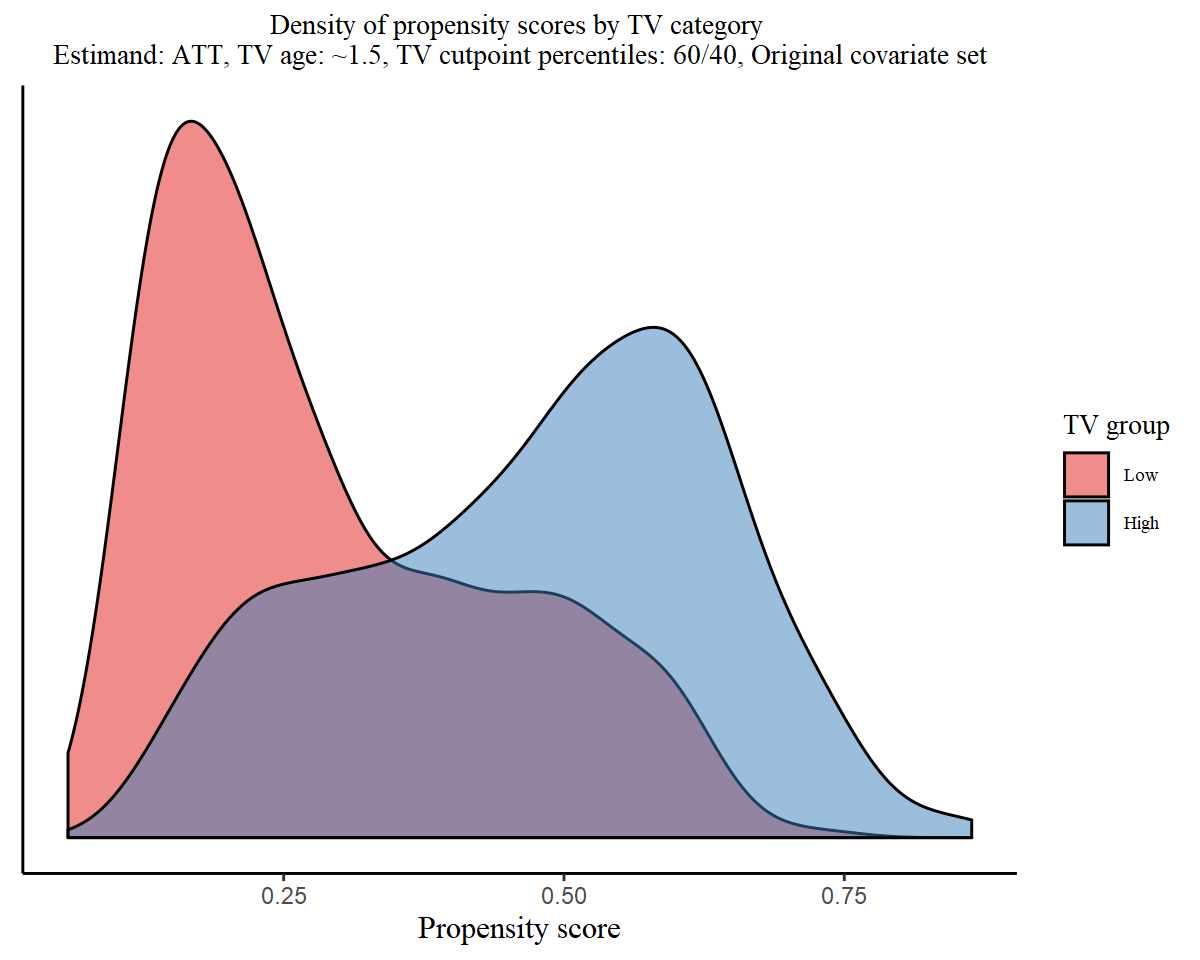 Density of propensity scores by TV category
Estimand: ATT, TV age: ~1.5, TV cutpoint percentiles: 60/40, Original covariate set
TV group
Low
High
0.25 0.50 0.75
Propensity score